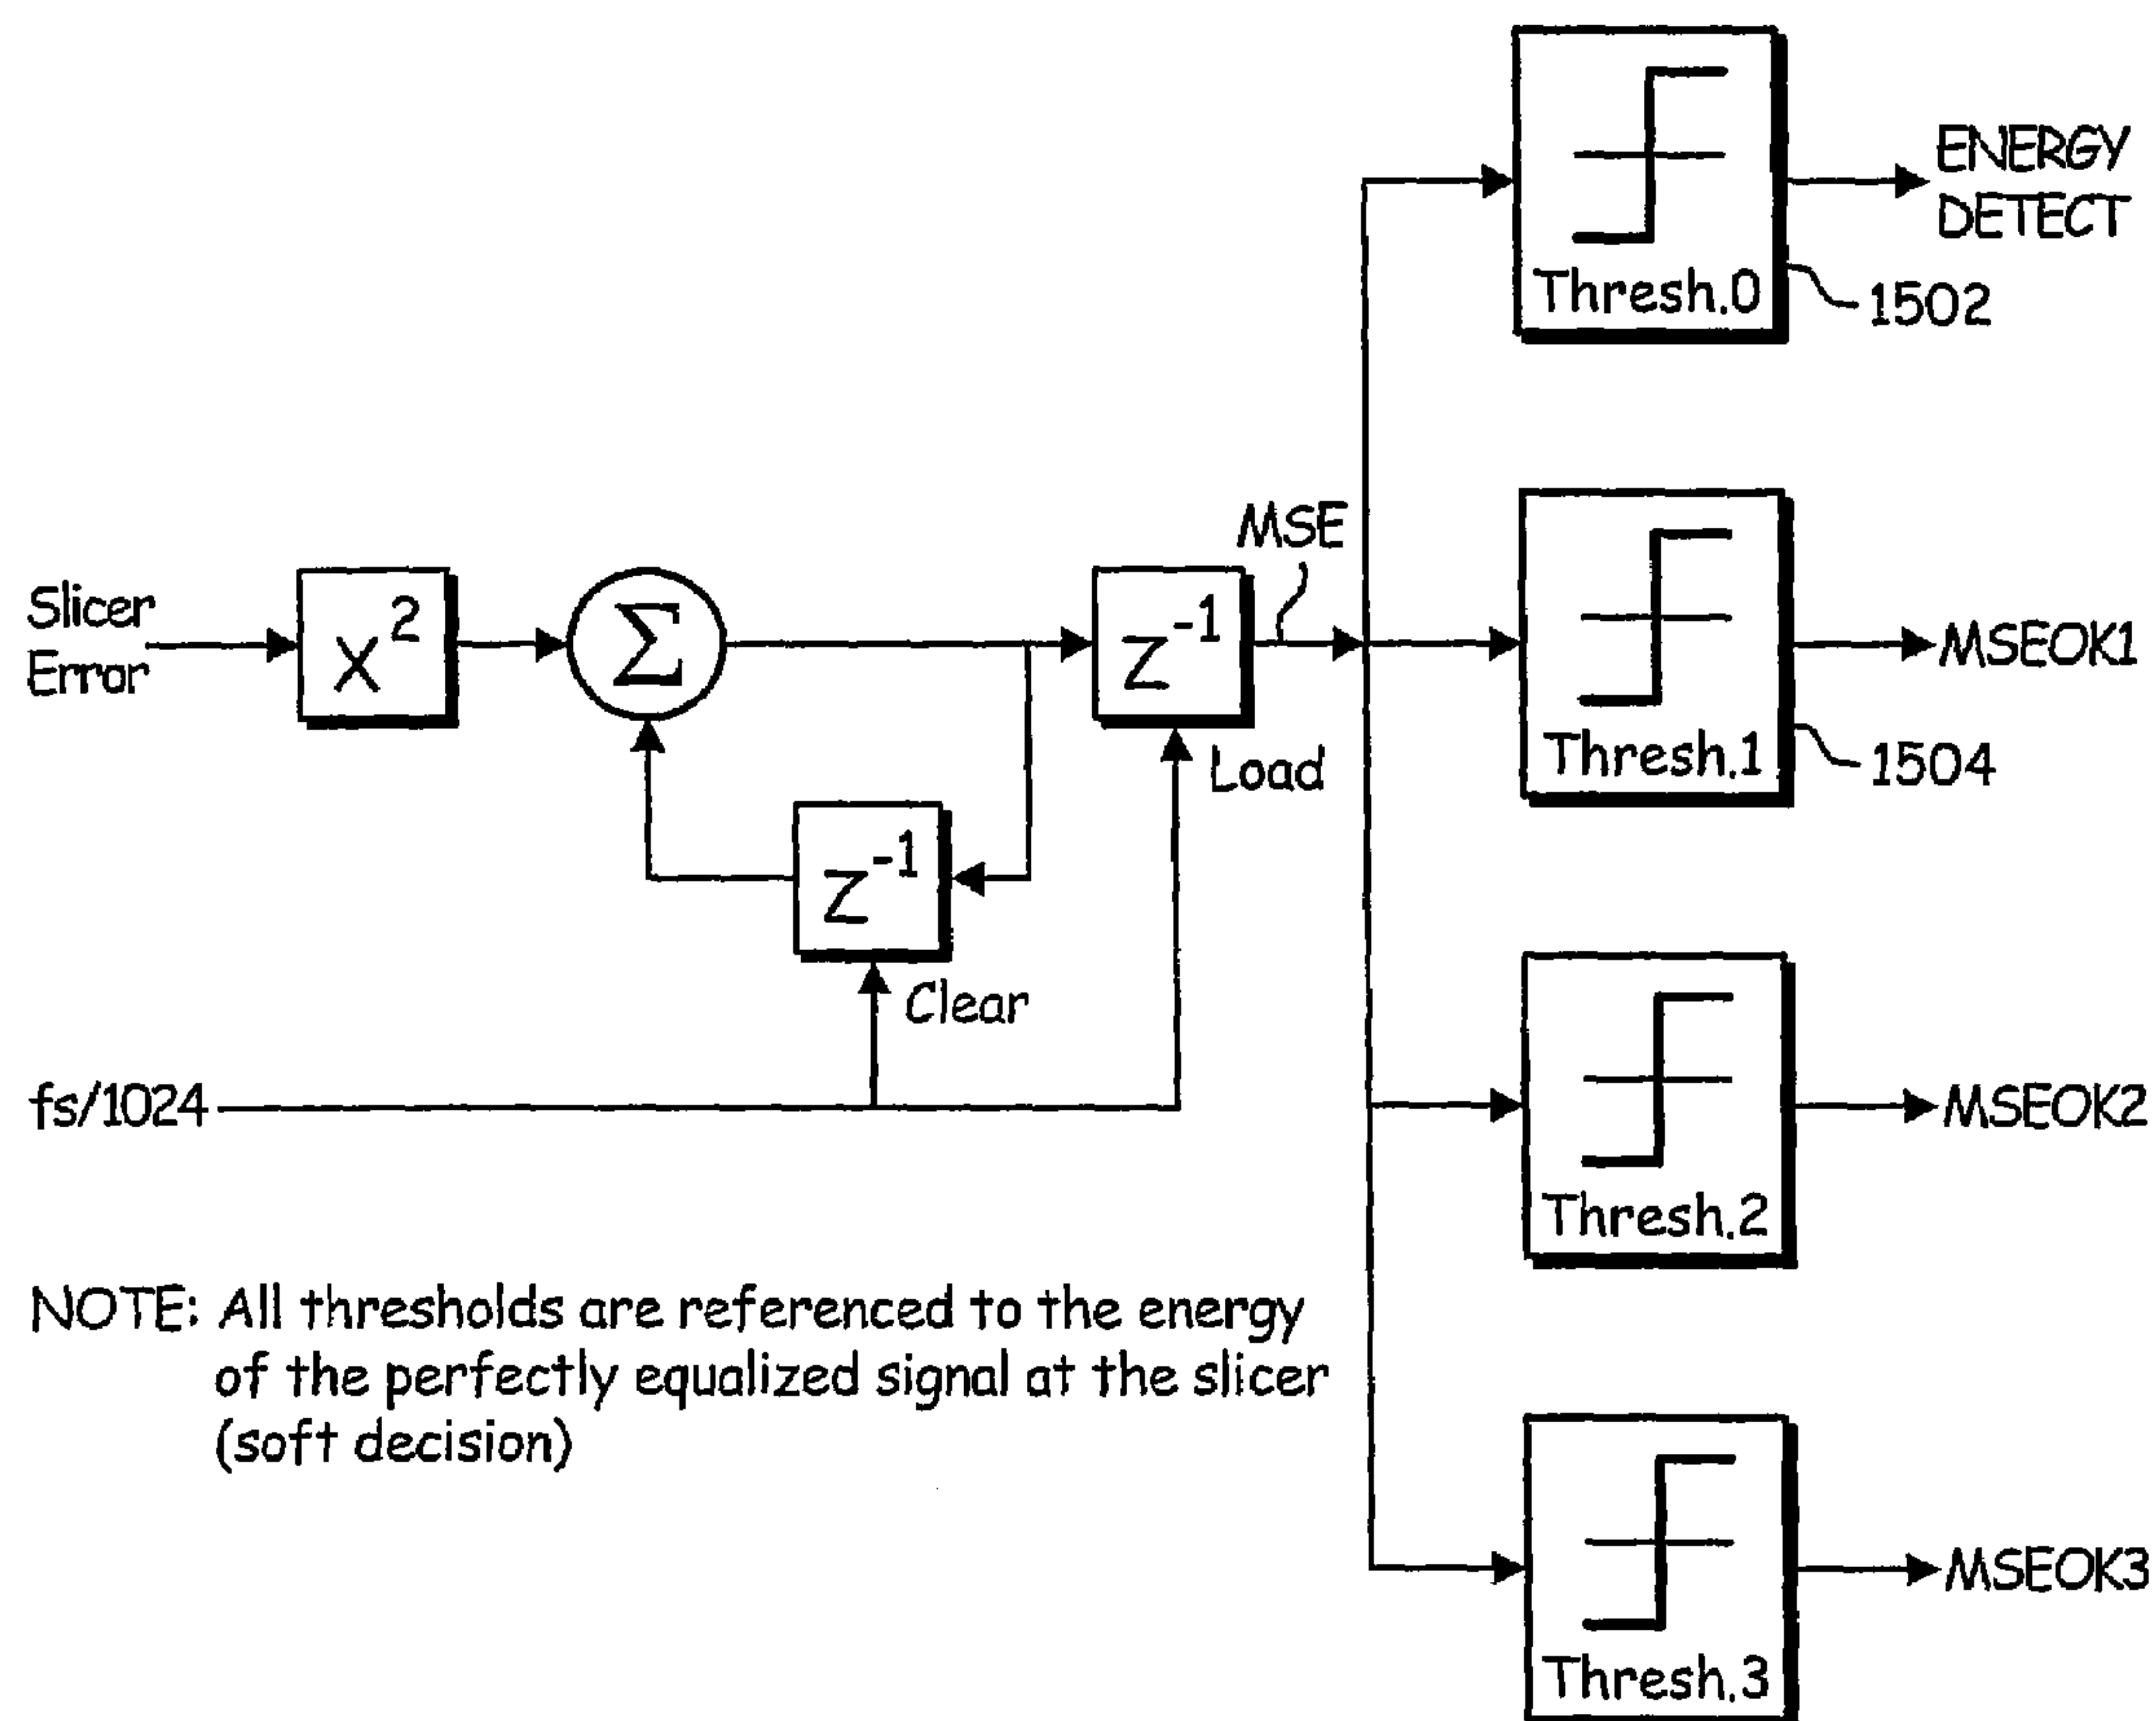 ENERGY
DETECT
Thresh.0
1502
MSE
Slicer
Error
x²
Σ
z⁻¹
Load
Thresh.1
MSEOK1
1504
z⁻¹
Clear
fs/1024
Thresh.2
MSEOK2
NOTE: All thresholds are referenced to the energy
of the perfectly equalized signal at the slicer
(soft decision)
Thresh.3
MSEOK3